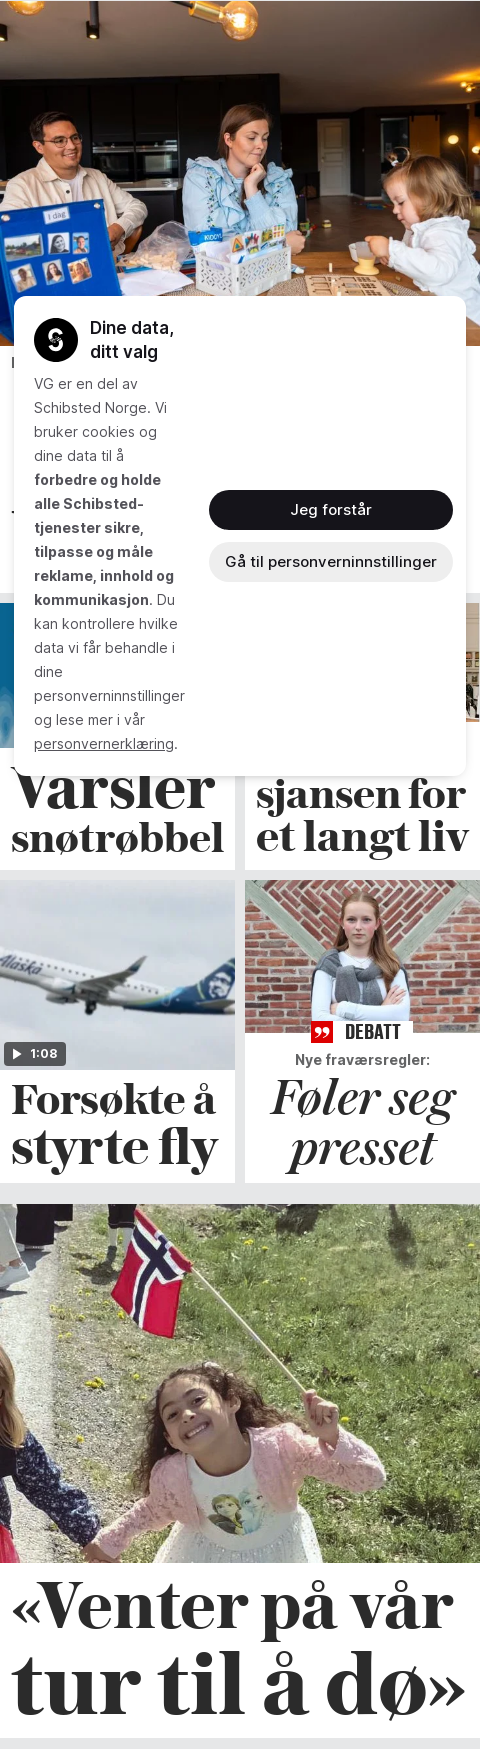 I dag
Dine data,
ditt valg
VG er en del av
Schibsted Norge. Vi
bruker cookies og
dine data til å
forbedre og holde
alle Schibsted-
tjenester sikre,
tilpasse og måle
reklame, innhold og
kommunikasjon. Du
kan kontrollere hvilke
data vi får behandle i
dine
personverninnstillinger
og lese mer i vår
personvernerklæring.
Jeg forstår
Gå til personverninnstillinger
Varsler
snøtrøbbel
sjansen for
et langt liv
Alaska
1:08
Forsøkte å
styrte fly
DEBATT
Nye fraværsregler:
Føler seg
presset
«Venter på vår
tur til å dø»